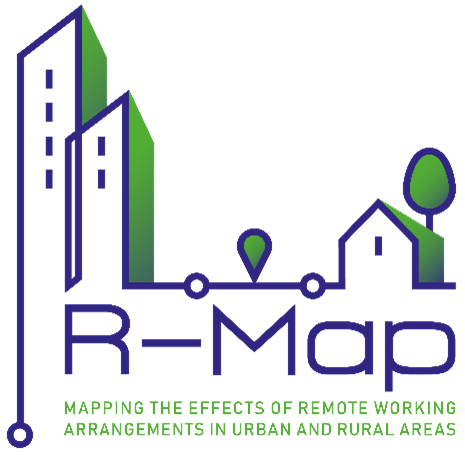 R-Map
MAPPING THE EFFECTS OF REMOTE WORKING
ARRANGEMENTS IN URBAN AND RURAL AREAS